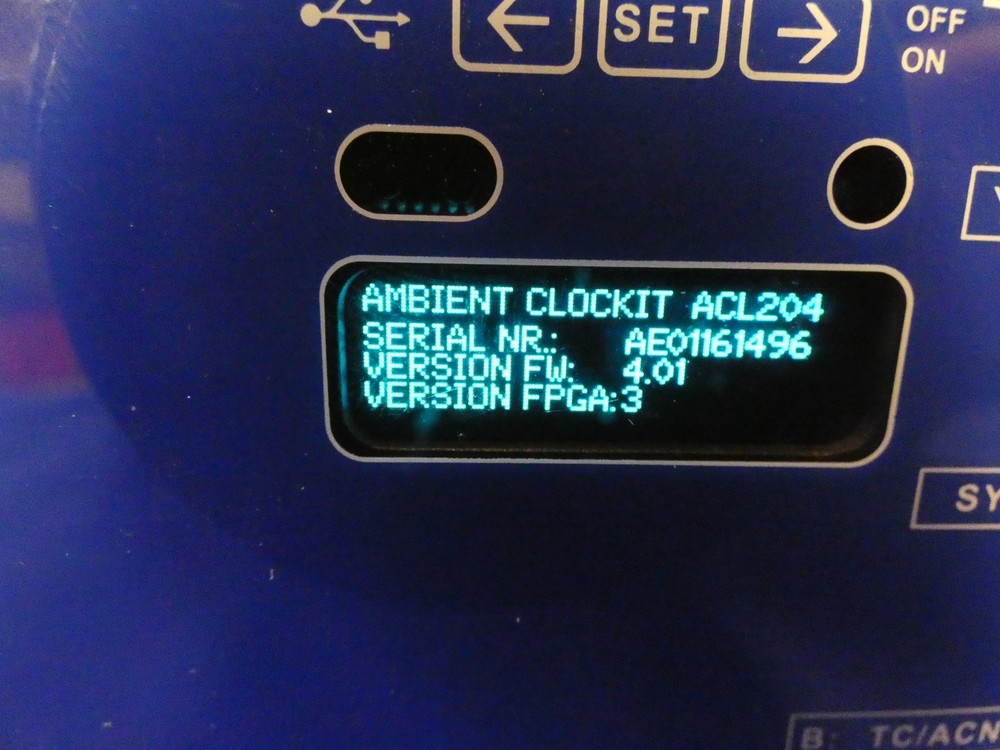 ← SET →
OFF
ON
AMBIENT CLOCKIT ACL204
SERIAL NR.: AE01161496
VERSION FW: 4.01
VERSION FPGA:3
SY
B: TC/ACN